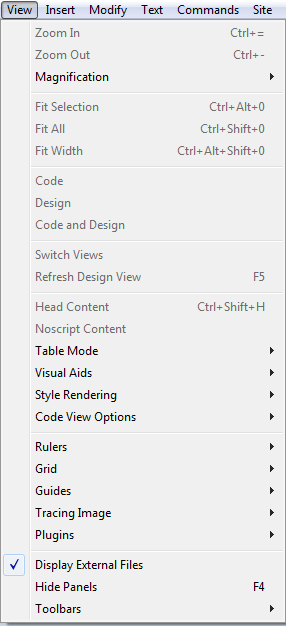 View Insert Modify Text Commands Site
Zoom In Ctrl+=
Zoom Out Ctrl+-
Magnification
Fit Selection Ctrl+Alt+0
Fit All Ctrl+Shift+0
Fit Width Ctrl+Alt+Shift+0
Code
Design
Code and Design
Switch Views
Refresh Design View F5
Head Content Ctrl+Shift+H
Noscript Content
Table Mode
Visual Aids
Style Rendering
Code View Options
Rulers
Grid
Guides
Tracing Image
Plugins
Display External Files
Hide Panels F4
Toolbars